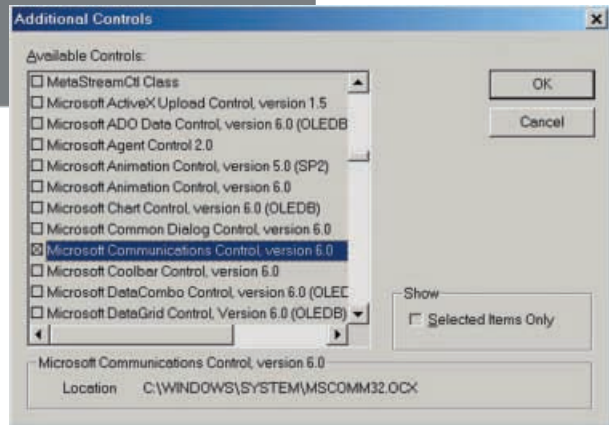 Additional Controls
Available Controls:
MetaStreamCtl Class
Microsoft ActiveX Upload Control, version 1.5
Microsoft ADO Data Control, version 6.0 (OLEDB
Microsoft Agent Control 2.0
Microsoft Animation Control, version 5.0 (SP2)
Microsoft Animation Control, version 6.0
Microsoft Chart Control, version 6.0 (OLEDB)
Microsoft Common Dialog Control, version 6.0
Microsoft Communications Control, version 6.0
Microsoft Coolbar Control, version 6.0
Microsoft DataCombo Control, version 6.0 (OLED
Microsoft DataGrid Control, Version 6.0 (OLEDB)
OK
Cancel
Show
Selected Items Only
Microsoft Communications Control, version 6.0
Location C:\WINDOWS\SYSTEM\MSCOMM32.OCX